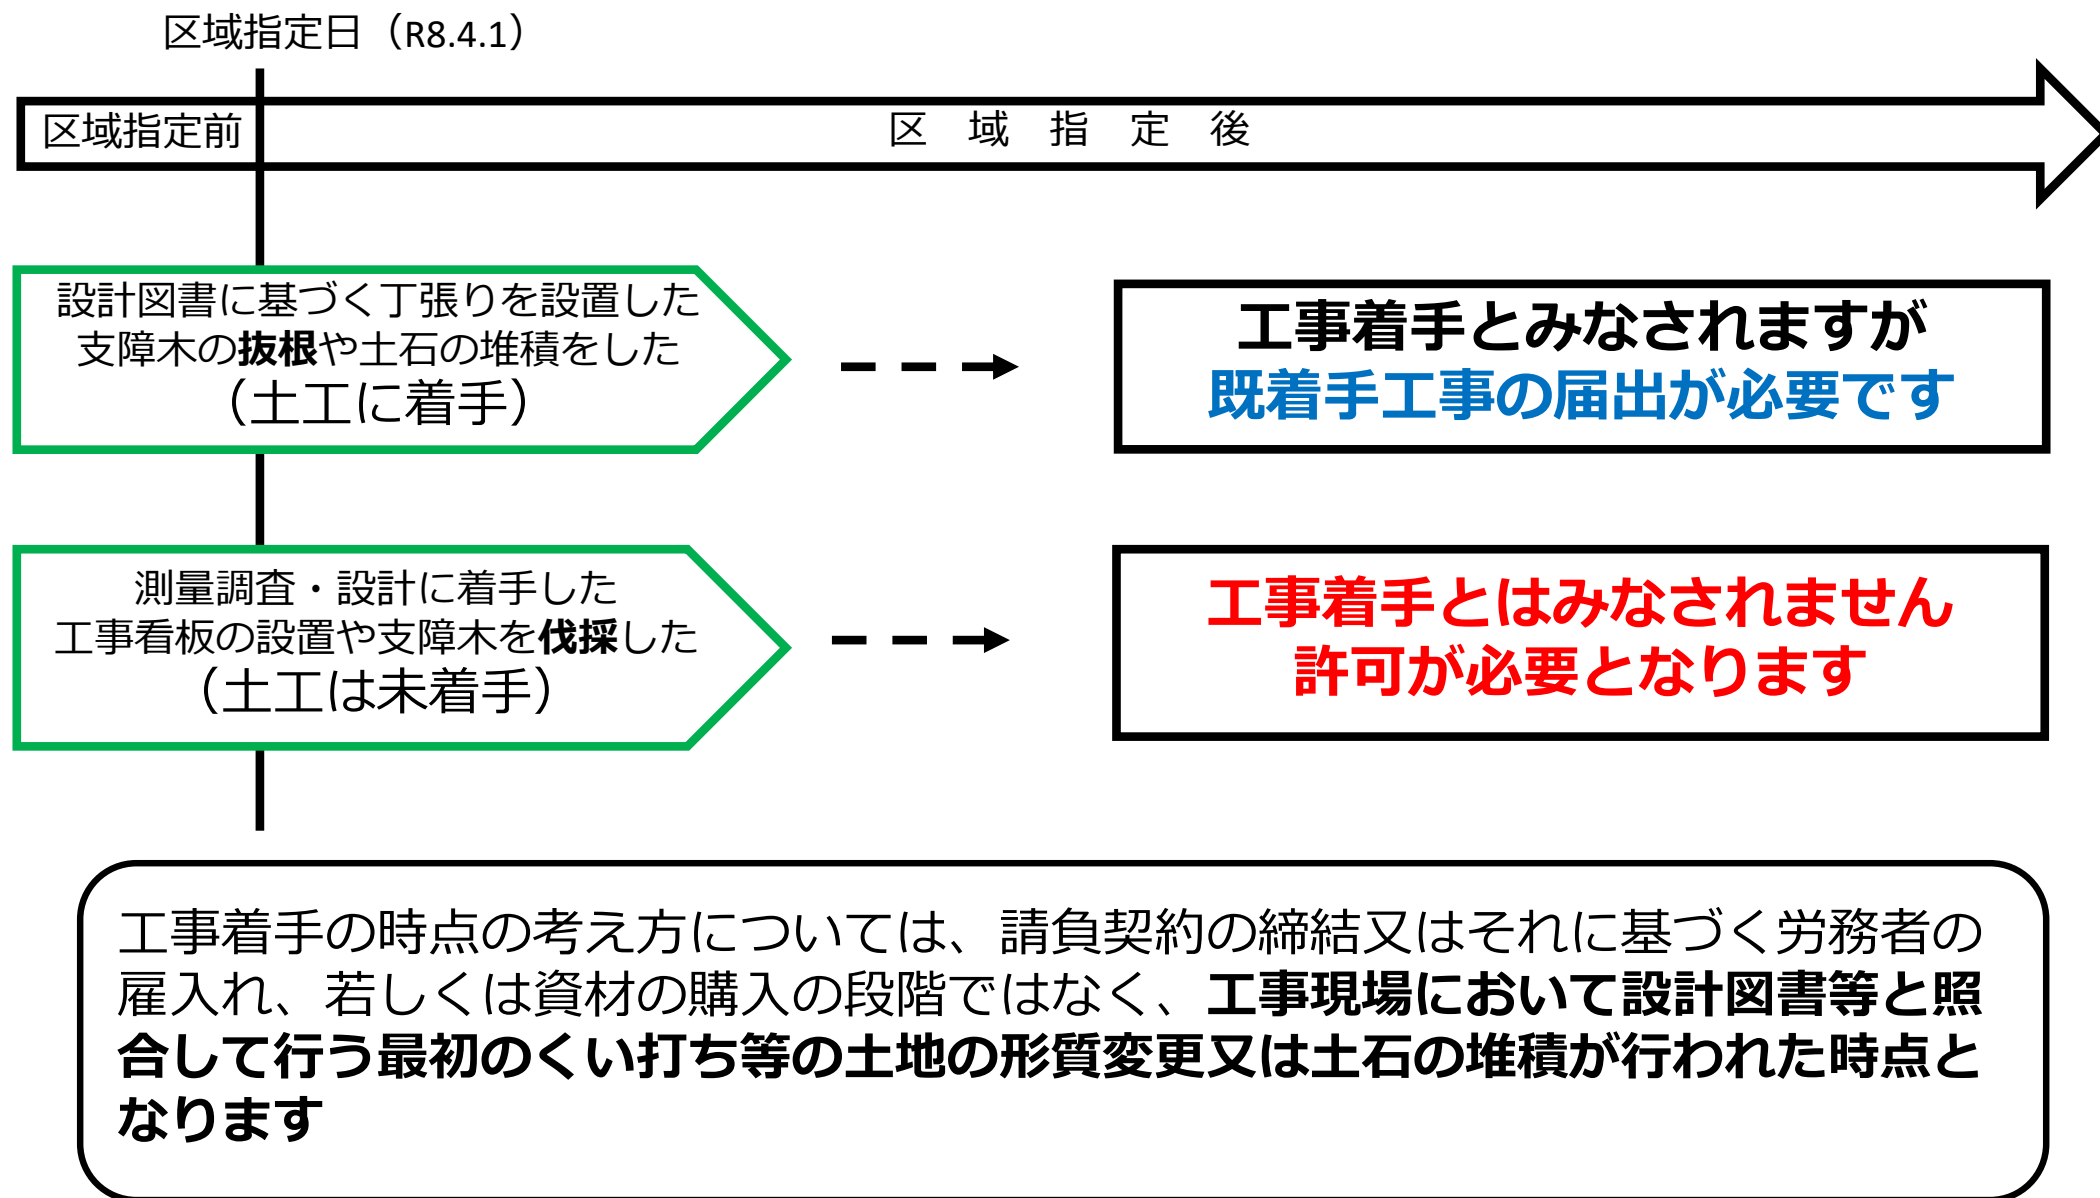 区域指定日（R8.4.1）
区域指定前
区　域　指　定　後
設計図書に基づく丁張りを設置した
支障木の抜根や土石の堆積をした
（土工に着手）
工事着手とみなされますが
既着手工事の届出が必要です
測量調査・設計に着手した
工事看板の設置や支障木を伐採した
（土工は未着手）
工事着手とはみなされません
許可が必要となります
工事着手の時点の考え方については、請負契約の締結又はそれに基づく労務者の
雇入れ、若しくは資材の購入の段階ではなく、工事現場において設計図書等と照
合して行う最初のくい打ち等の土地の形質変更又は土石の堆積が行われた時点と
なります